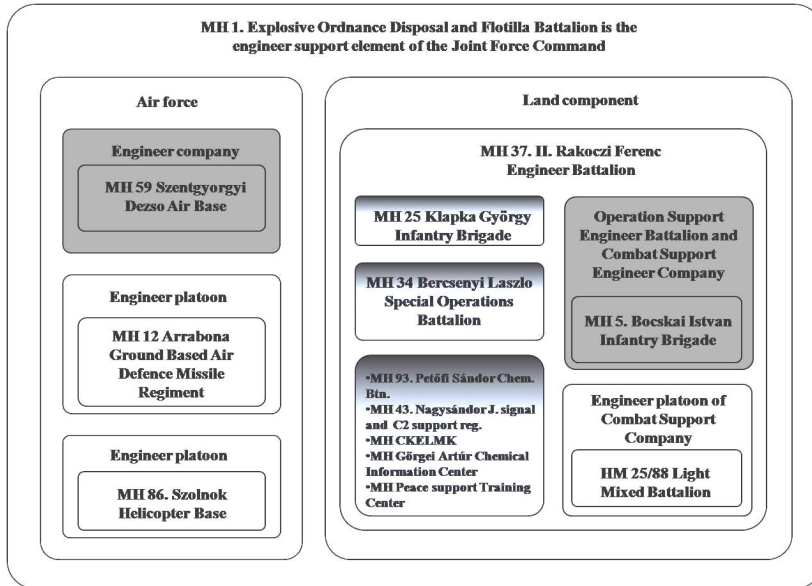 MH 1. Explosive Ordnance Disposal and Flotilla Battalion is the
engineer support element of the Joint Force Command
Air force
Engineer company
MH 59 Szentgyorgyi
Dezso Air Base
Engineer platoon
MH 12 Arrabona
Ground Based Air
Defence Missile
Regiment
Engineer platoon
MH 86. Szolnok
Helicopter Base
Land component
MH 37. II. Rakoczi Ferenc
Engineer Battalion
MH 25 Klapka György
Infantry Brigade
MH 34 Bercsenyi Laszlo
Special Operations
Battalion
•MH 93. Petőfi Sándor Chem.
Btn.
•MH 43. Nagysándor J. signal
and C2 support reg.
•MH CKELMK
•MH Görgei Artúr Chemical
Information Center
•MH Peace support Training
Center
Operation Support
Engineer Battalion and
Combat Support
Engineer Company
MH 5. Bocskai Istvan
Infantry Brigade
Engineer platoon of
Combat Support
Company
HM 25/88 Light
Mixed Battalion